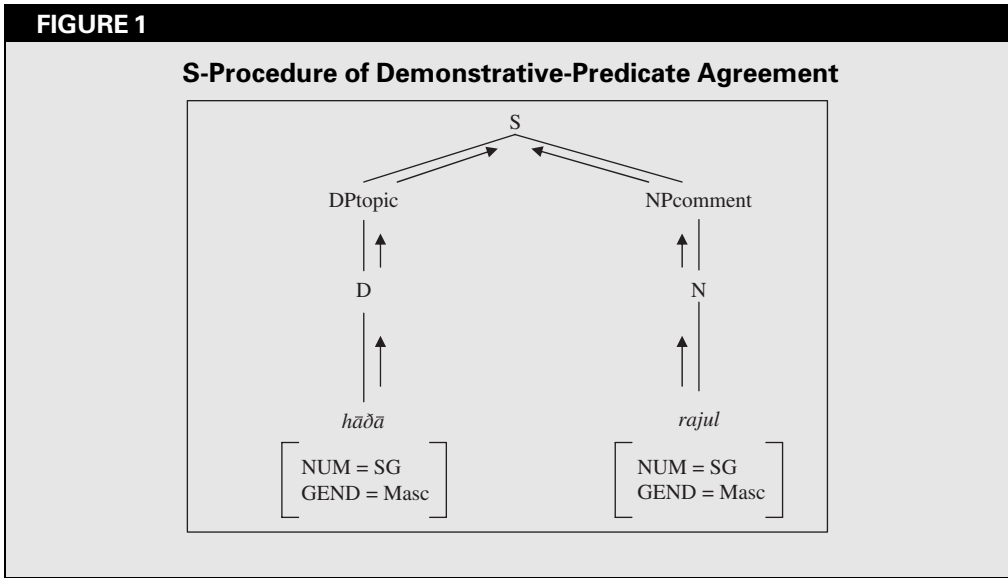 FIGURE 1
S-Procedure of Demonstrative-Predicate Agreement
S
DPtopic NPcomment
D N
hāðā rajul
NUM = SG NUM = SG
GEND = Masc GEND = Masc